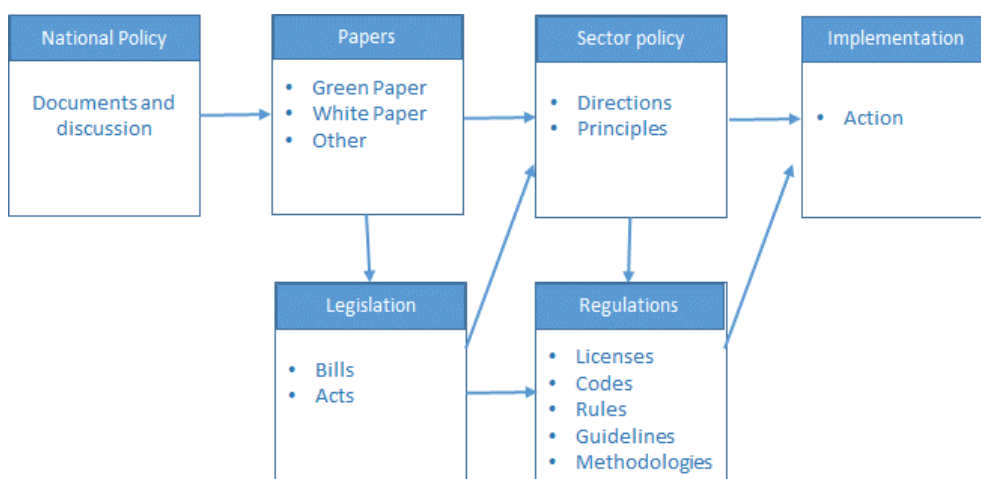 National Policy
Documents and
discussion
Papers
• Green Paper
• White Paper
• Other
Sector policy
• Directions
• Principles
Implementation
• Action
Legislation
• Bills
• Acts
Regulations
• Licenses
• Codes
• Rules
• Guidelines
• Methodologies